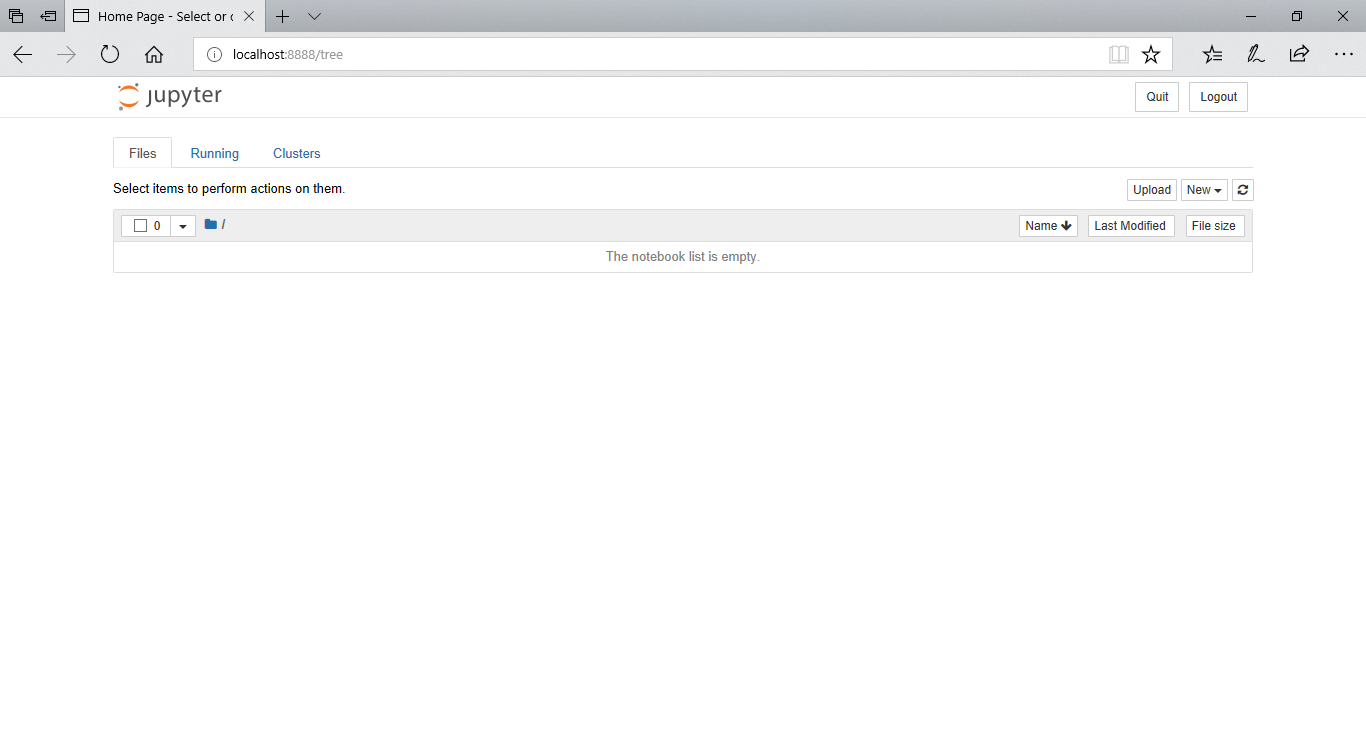 Home Page - Select or c
localhost:8888/tree
jupyter
Quit
Logout
Files
Running
Clusters
Select items to perform actions on them.
Upload
New
0
/
Name
Last Modified
File size
The notebook list is empty.